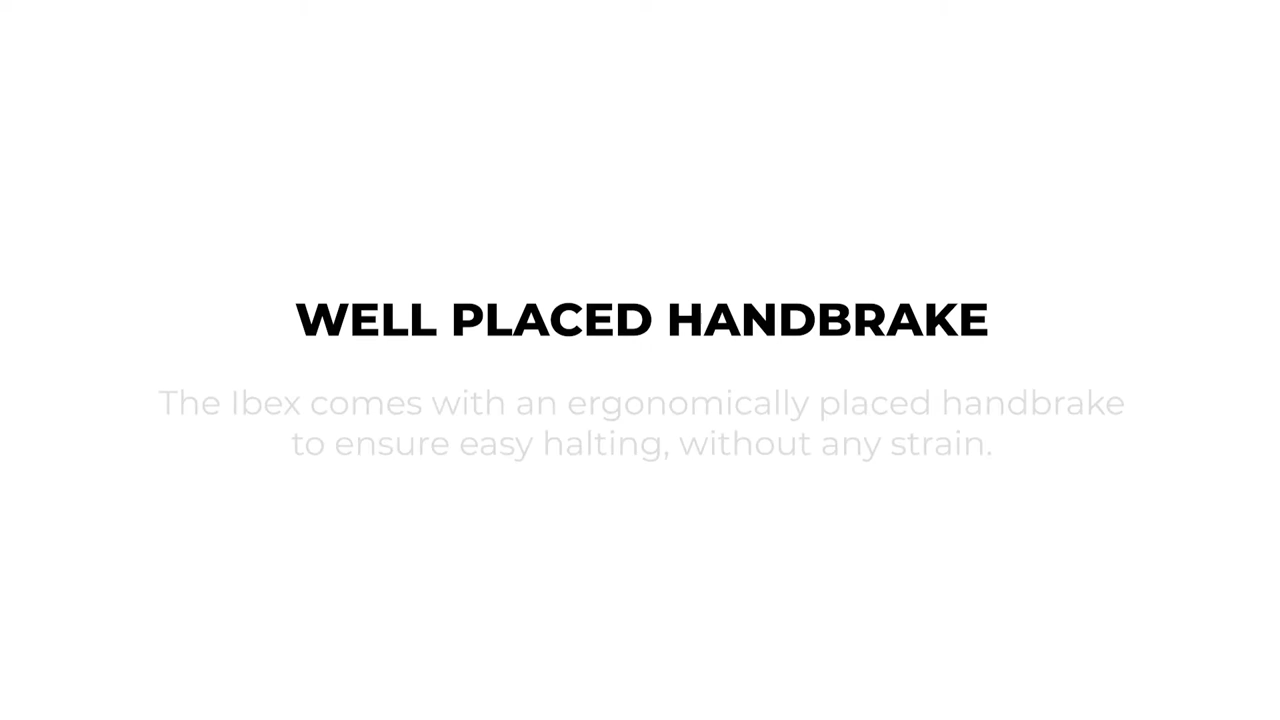 WELL PLACED HANDBRAKE
The Ibex comes with an ergonomically placed handbrake
to ensure easy halting, without any strain.